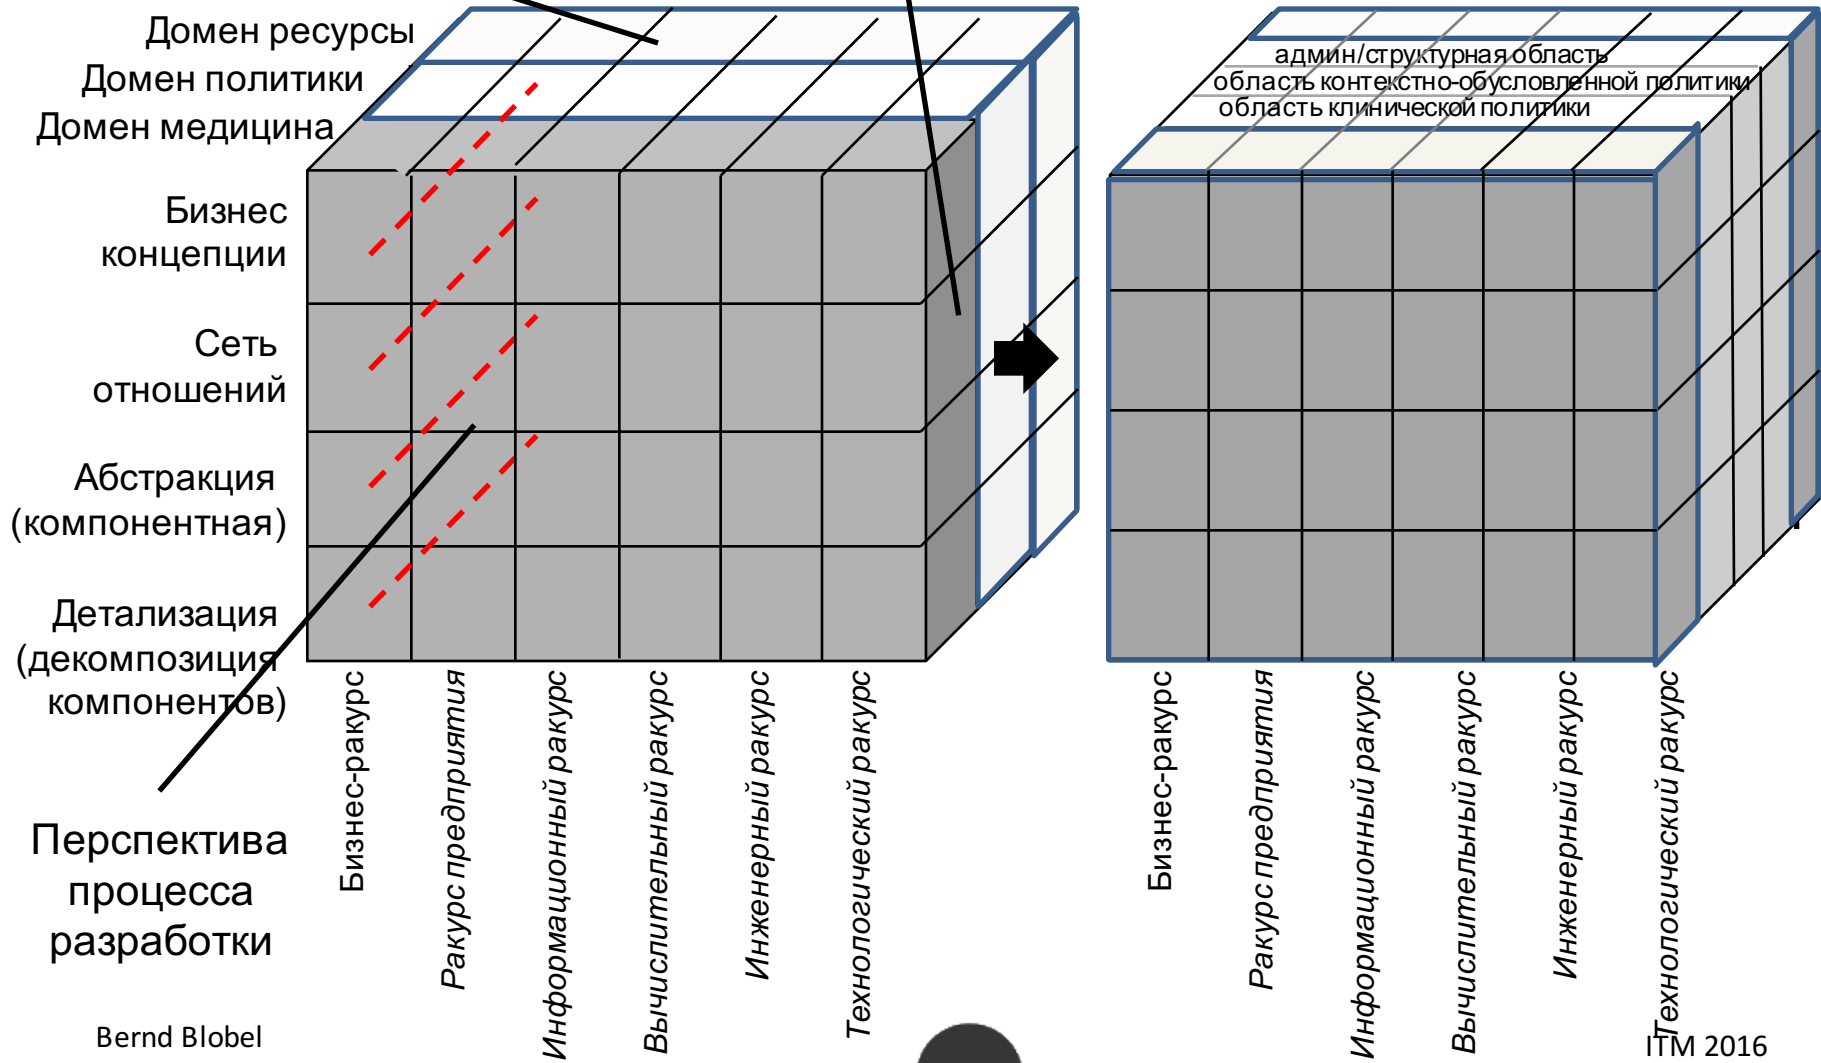 Домен ресурсы
Домен политики
Домен медицина
Бизнес
концепции
Сеть
отношений
Абстракция
(компонентная)
Детализация
(декомпозиция
компонентов)
Перспектива
процесса
разработки
Бизнес-ракурс
Ракурс предприятия
Информационный ракурс
Вычислительный ракурс
Инженерный ракурс
Технологический ракурс
админ/структурная область
область контекстно-обусловленной политики
область клинической политики
Бизнес-ракурс
Ракурс предприятия
Информационный ракурс
Вычислительный ракурс
Инженерный ракурс
Технологический ракурс
Bernd Blobel
ITM 2016